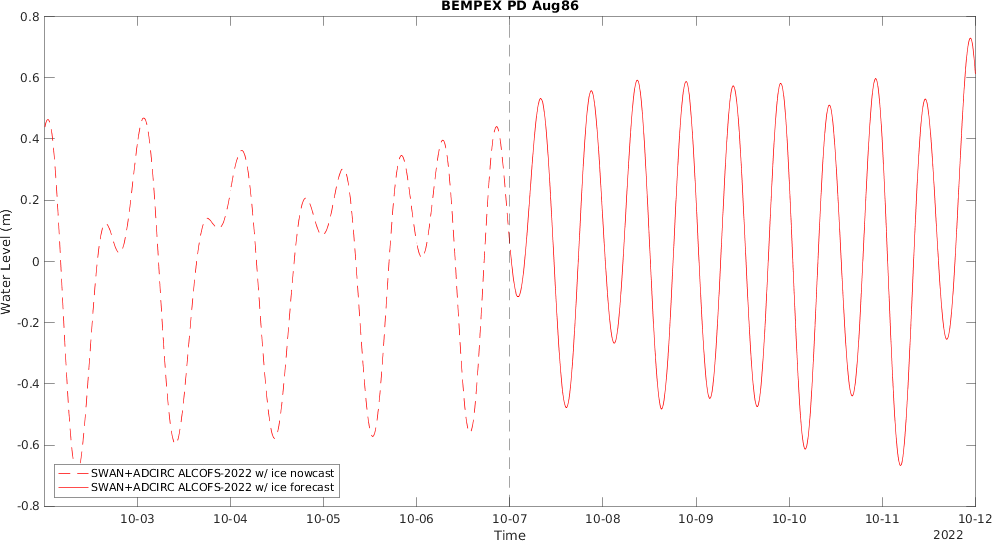 BEMPEX PD Aug86
0.8
0.6
0.4
0.2
0
-0.2
-0.4
-0.6
-0.8
Water Level (m)
SWAN+ADCIRC ALCOFS-2022 w/ ice nowcast
SWAN+ADCIRC ALCOFS-2022 w/ ice forecast
10-03 10-04 10-05 10-06 10-07 10-08 10-09 10-10 10-11 10-12
Time
2022